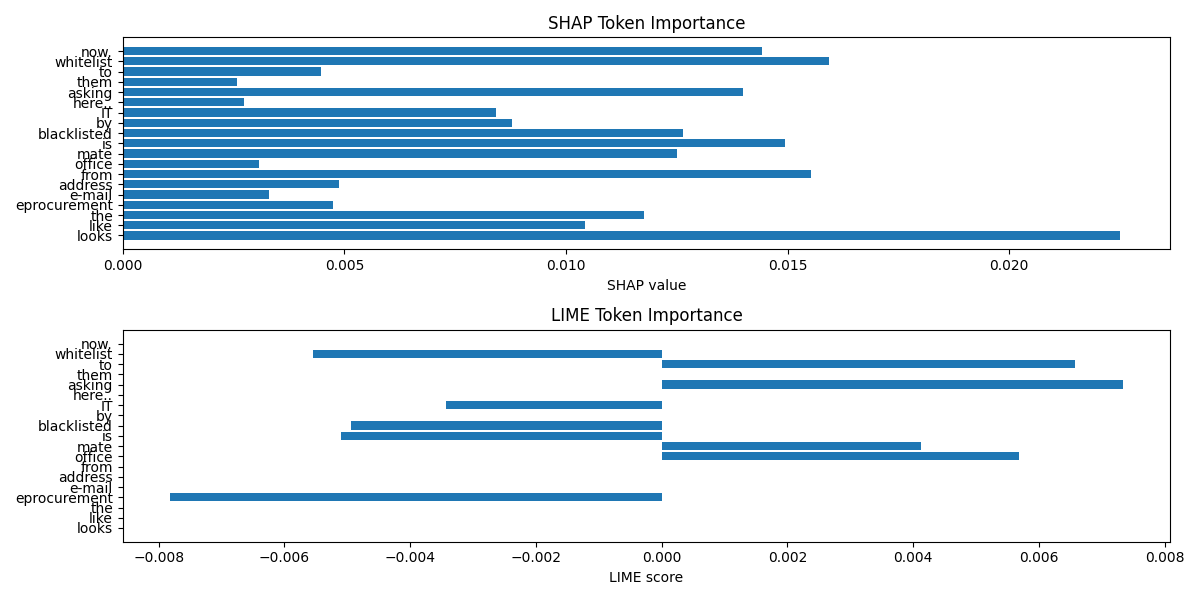 SHAP Token Importance
now,
whitelist
to
them
asking
here..
IT
by
blacklisted
is
mate
office
from
address
e-mail
eprocurement
the
like
looks
0.000 0.005 0.010 0.015 0.020
SHAP value
LIME Token Importance
now,
whitelist
to
them
asking
here..
IT
by
blacklisted
is
mate
office
from
address
e-mail
eprocurement
the
like
looks
−0.008 −0.006 −0.004 −0.002 0.000 0.002 0.004 0.006 0.008
LIME score